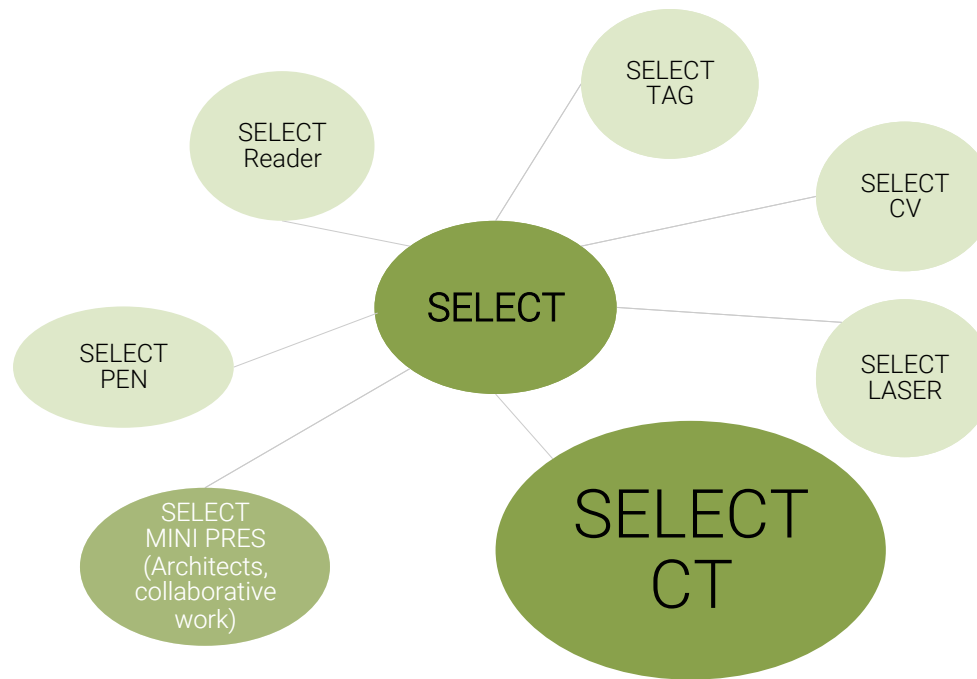 SELECT
TAG
SELECT
Reader
SELECT
CV
SELECT
SELECT
PEN
SELECT
LASER
SELECT
CT
SELECT
MINI PRES
(Architects,
collaborative
work)